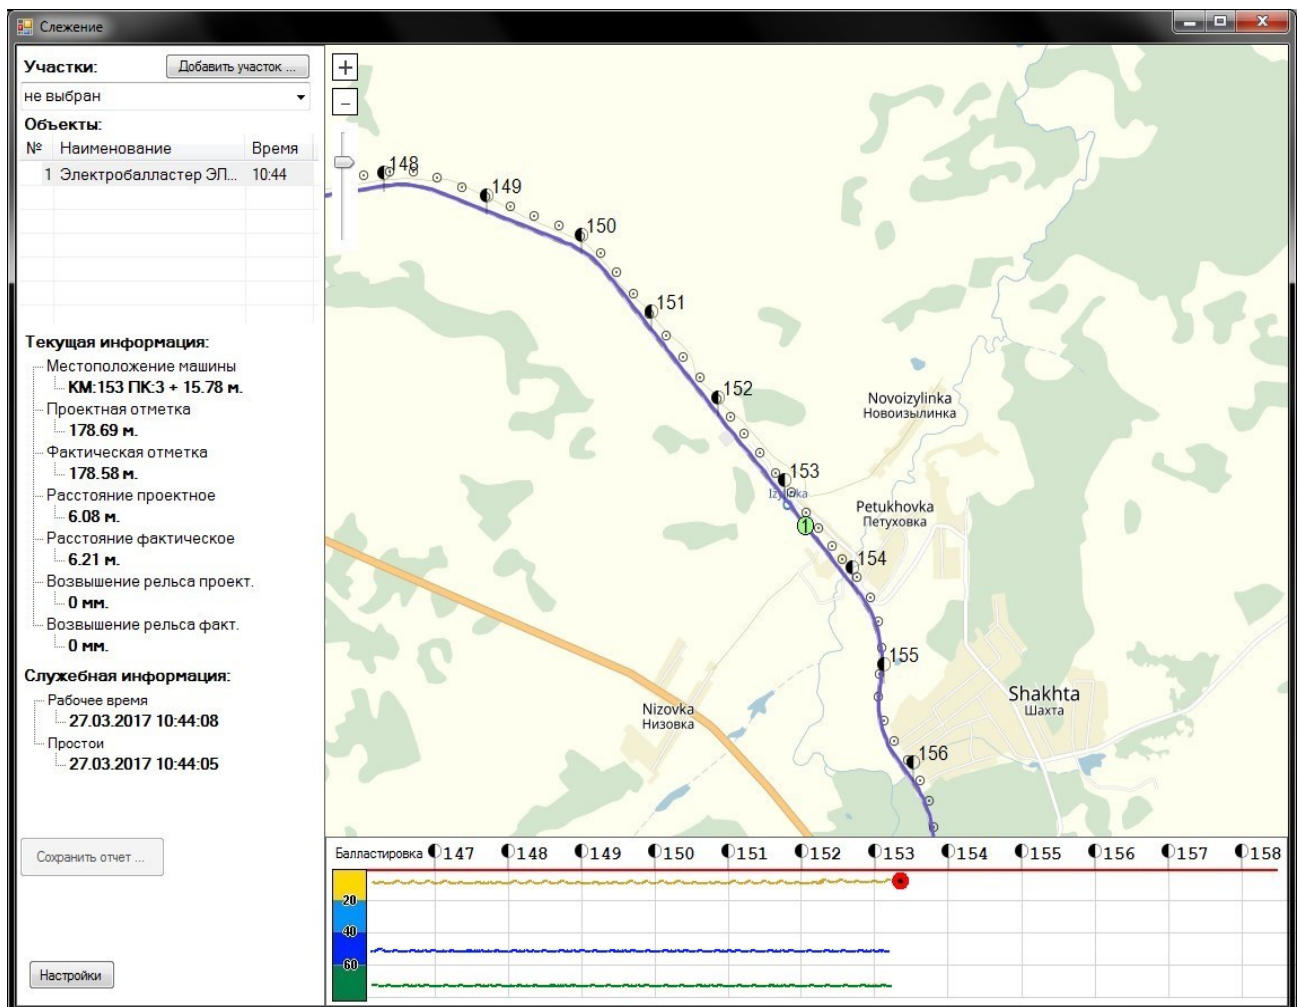 Слежение
Участки:
Добавить участок ...
не выбран
Объекты:
№ Наименование Время
1 Электробалластер ЭЛ... 10:44
Текущая информация:
Местоположение машины
КМ:153 ПК:3 + 15.78 м.
Проектная отметка
178.69 м.
Фактическая отметка
178.58 м.
Расстояние проектное
6.08 м.
Расстояние фактическое
6.21 м.
Возвышение рельса проект.
0 мм.
Возвышение рельса факт.
0 мм.
Служебная информация:
Рабочее время
27.03.2017 10:44:08
Простои
27.03.2017 10:44:05
Сохранить отчет ...
Настройки
+
-
148
149
150
151
152
153
Izylinka
1
154
155
156
Novoizylinka
Новоизылинка
Petukhovka
Петуховка
Nizovka
Низовка
Shakhta
Шахта
Балластировка 147 148 149 150 151 152 153 154 155 156 157 158
20
40
60